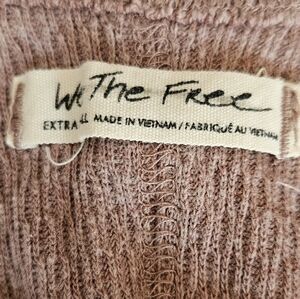 We The Free
EXTRA MADE IN VIETNAM / FABRIQUÉ AU VIETNAM